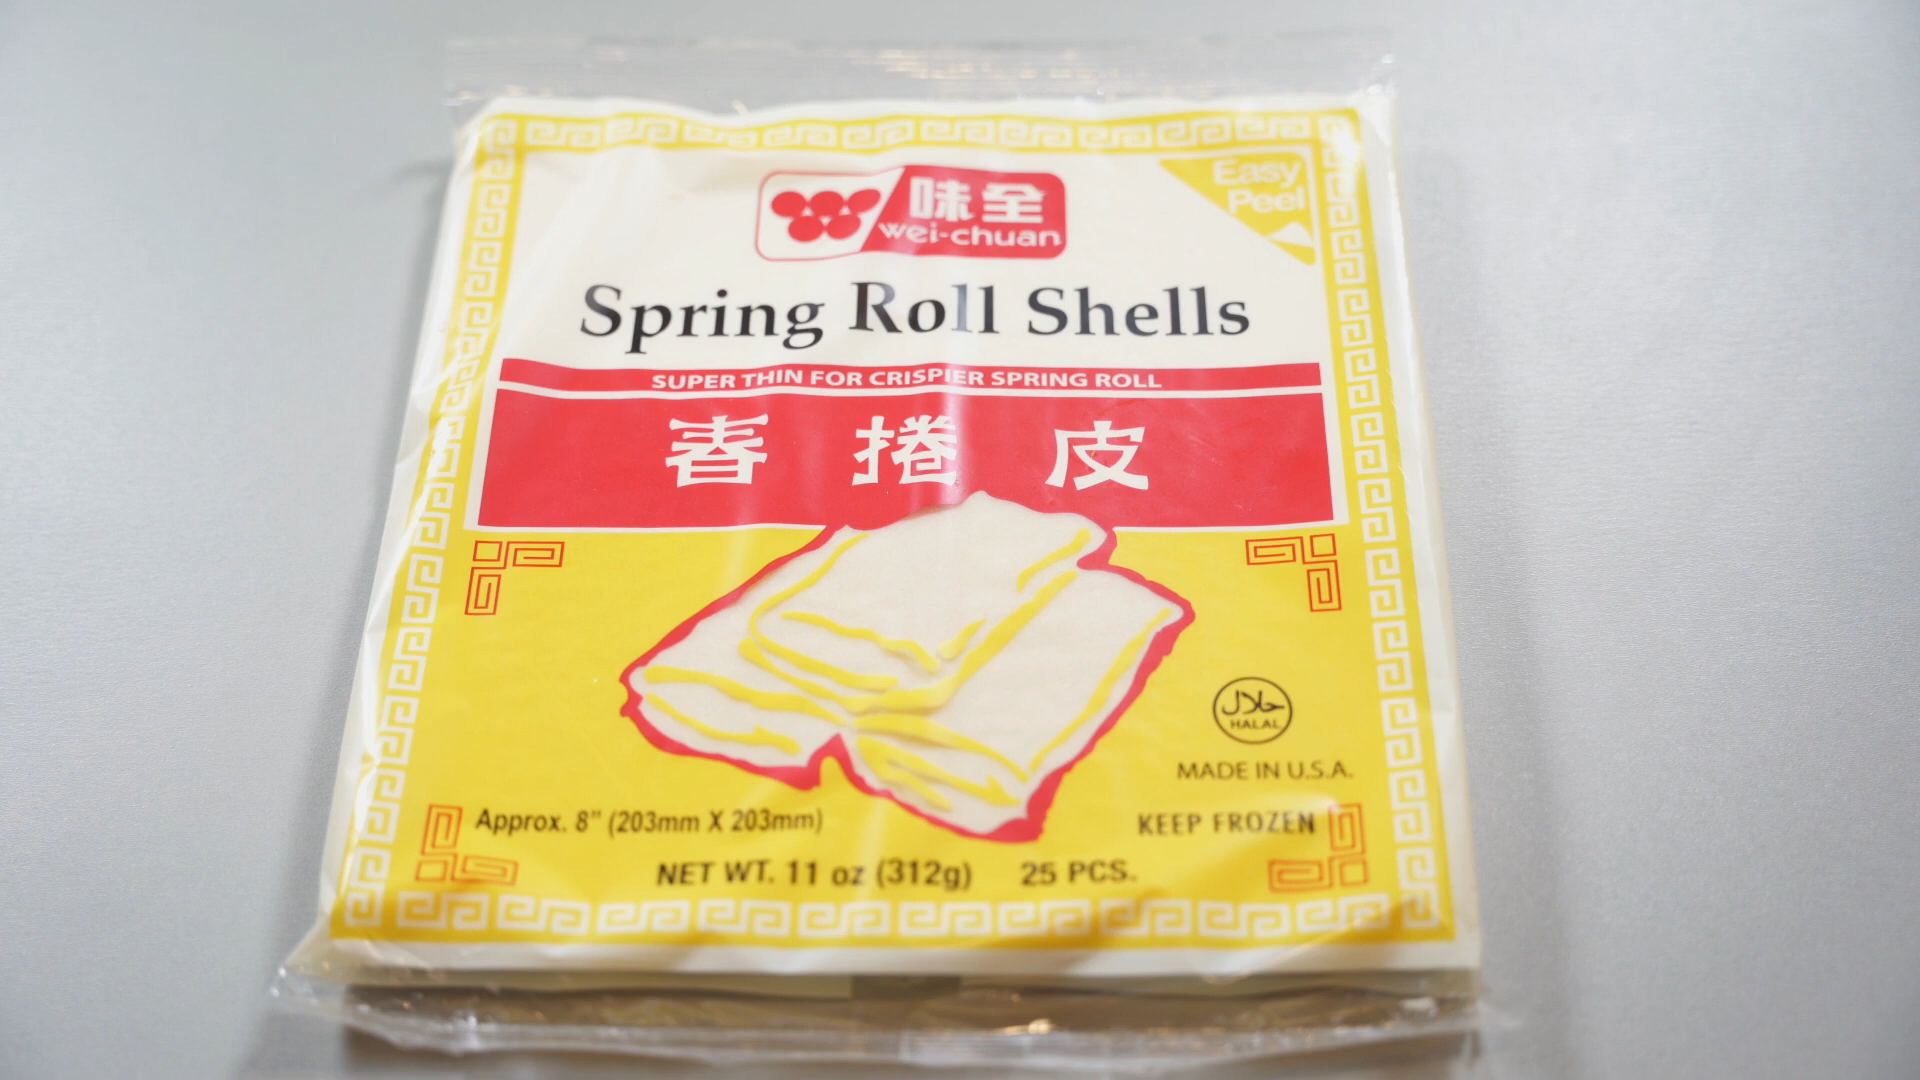 味全
wei-chuan
Easy
Peel
Spring Roll Shells
SUPER THIN FOR CRISPIER SPRING ROLL
春捲皮
حلال
HALAL
MADE IN U.S.A.
Approx. 8” (203mm X 203mm)
KEEP FROZEN
NET WT. 11 oz (312g) 25 PCS.